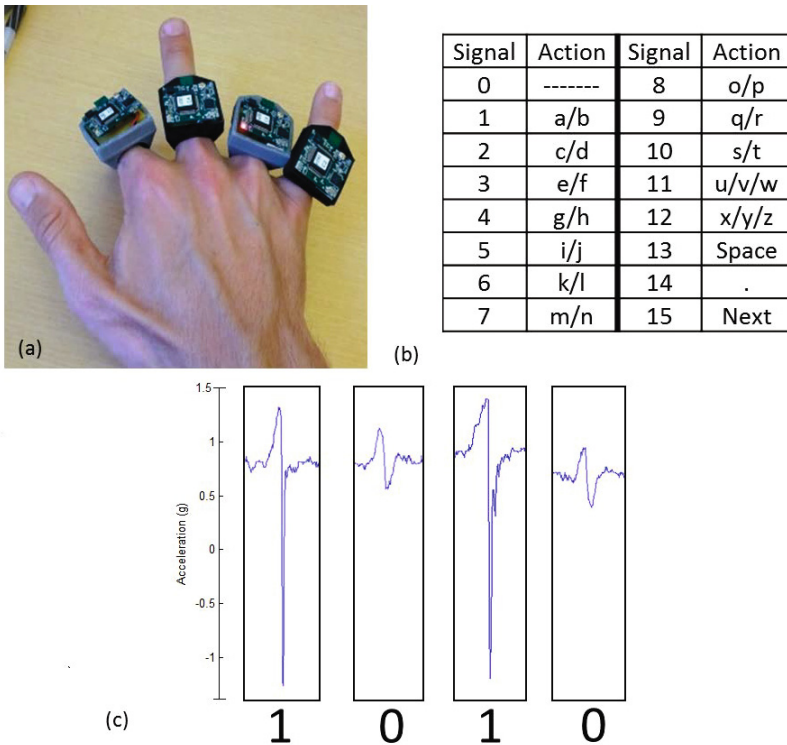 (a)
Signal Action Signal Action
0 ------- 8 o/p
1 a/b 9 q/r
2 c/d 10 s/t
3 e/f 11 u/v/w
4 g/h 12 x/y/z
5 i/j 13 Space
6 k/l 14 .
7 m/n 15 Next
(b)
1.5
1
0.5
0
-0.5
-1
Acceleration (g)
(c)
1 0 1 0